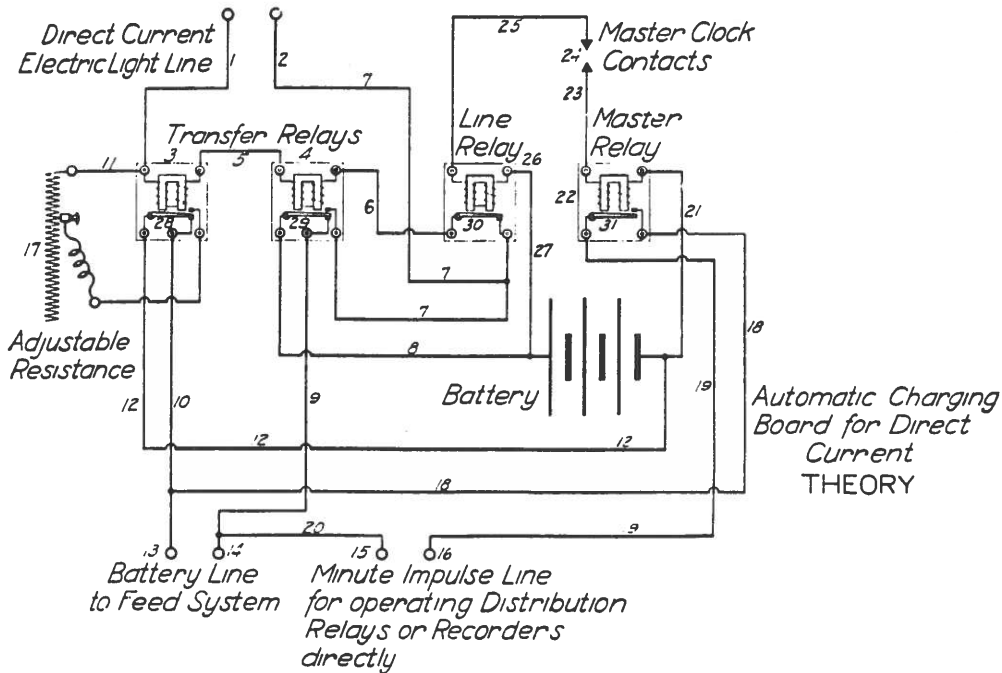 Direct Current
Electric Light Line
1
2
7
25
24
Master Clock
Contacts
23
Transfer Relays
3
5
4
Line
Relay
26
Master
Relay
22
11
28
29
6
30
31
21
17
27
7
7
18
8
Adjustable
Resistance
Battery
12
10
9
19
12
12
Automatic Charging
Board for Direct
Current
THEORY
18
20
9
13
14
15
16
Battery Line
to Feed System
Minute Impulse Line
for operating Distribution
Relays or Recorders
directly